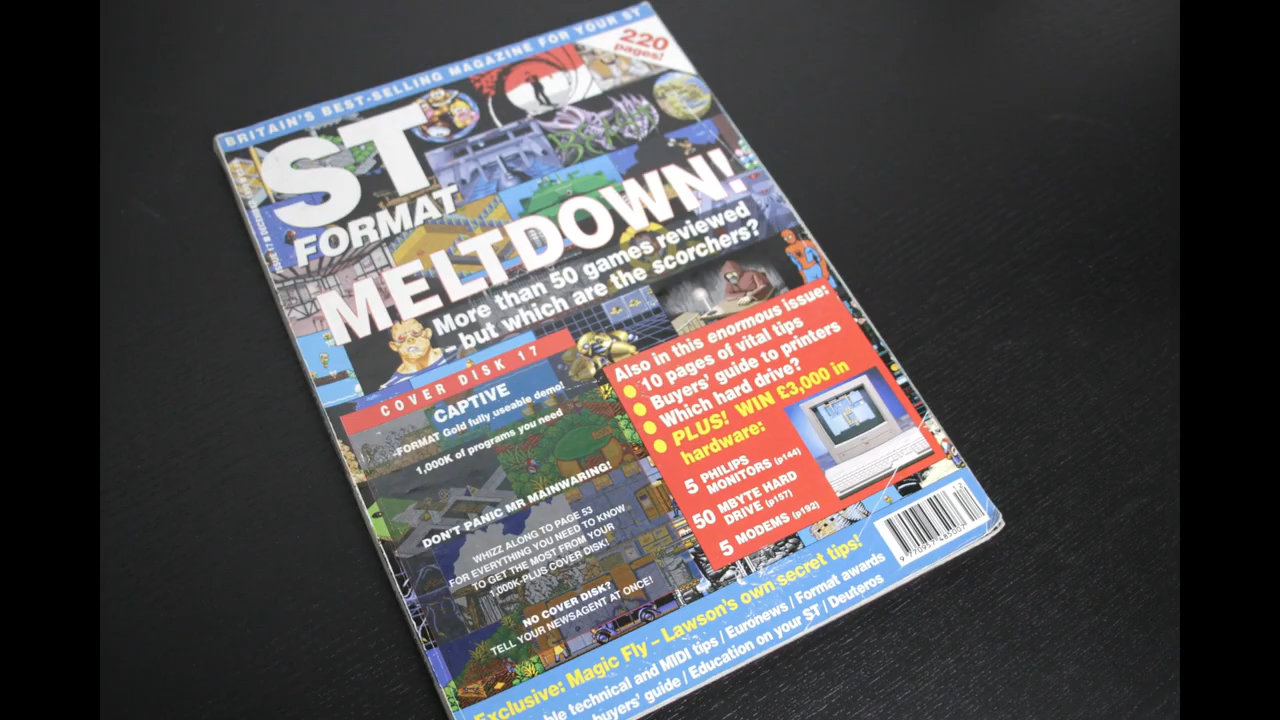 BRITAIN'S BEST-SELLING MAGAZINE FOR YOUR ST
220
pages!
ST
FORMAT
MELTDOWN!
More than 50 games reviewed
– but which are the scorchers?
COVER DISK 17
CAPTIVE
FORMAT Gold fully useable demo!
1,000K of programs you need
DON'T PANIC MR MAINWARING!
WHIZZ ALONG TO PAGE 53
FOR EVERYTHING YOU NEED TO KNOW
TO GET THE MOST FROM YOUR
1,000K-PLUS COVER DISK!
NO COVER DISK?
TELL YOUR NEWSAGENT AT ONCE!
Also in this enormous issue:
10 pages of vital tips
Buyers' guide to printers
Which hard drive?
PLUS! WIN £3,000 in
hardware:
5 PHILIPS
MONITORS (p144)
50 MBYTE HARD
DRIVE (p157)
5 MODEMS (p192)
Exclusive: Magic Fly – Lawson's own secret tips!
technical and MIDI tips / Euronews / Format awards
buyers' guide / Education on your ST / Deuteros